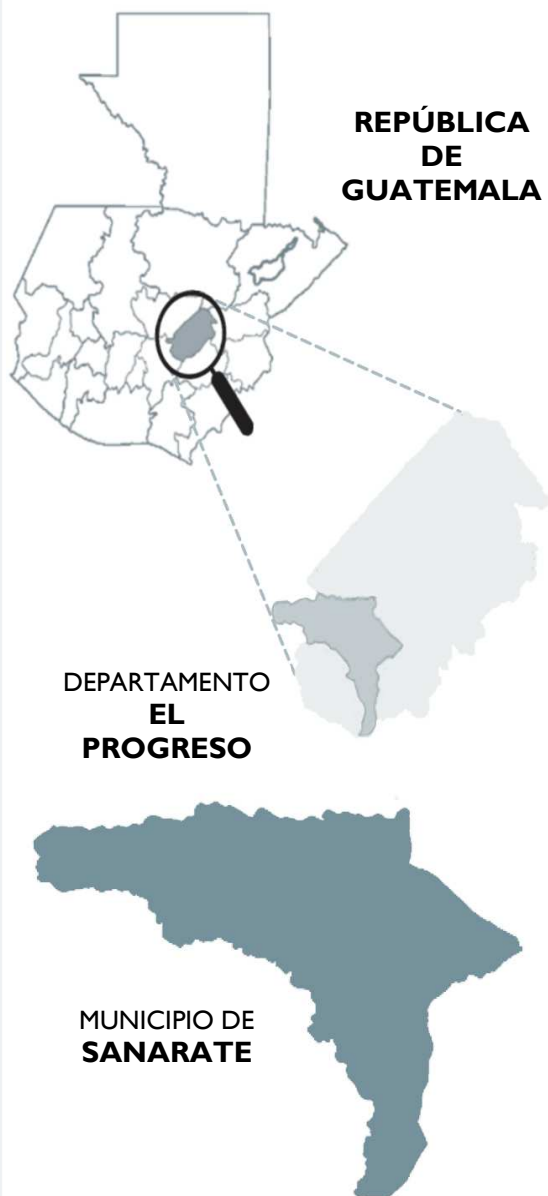 REPÚBLICA
DE
GUATEMALA
DEPARTAMENTO
EL
PROGRESO
MUNICIPIO DE
SANARATE